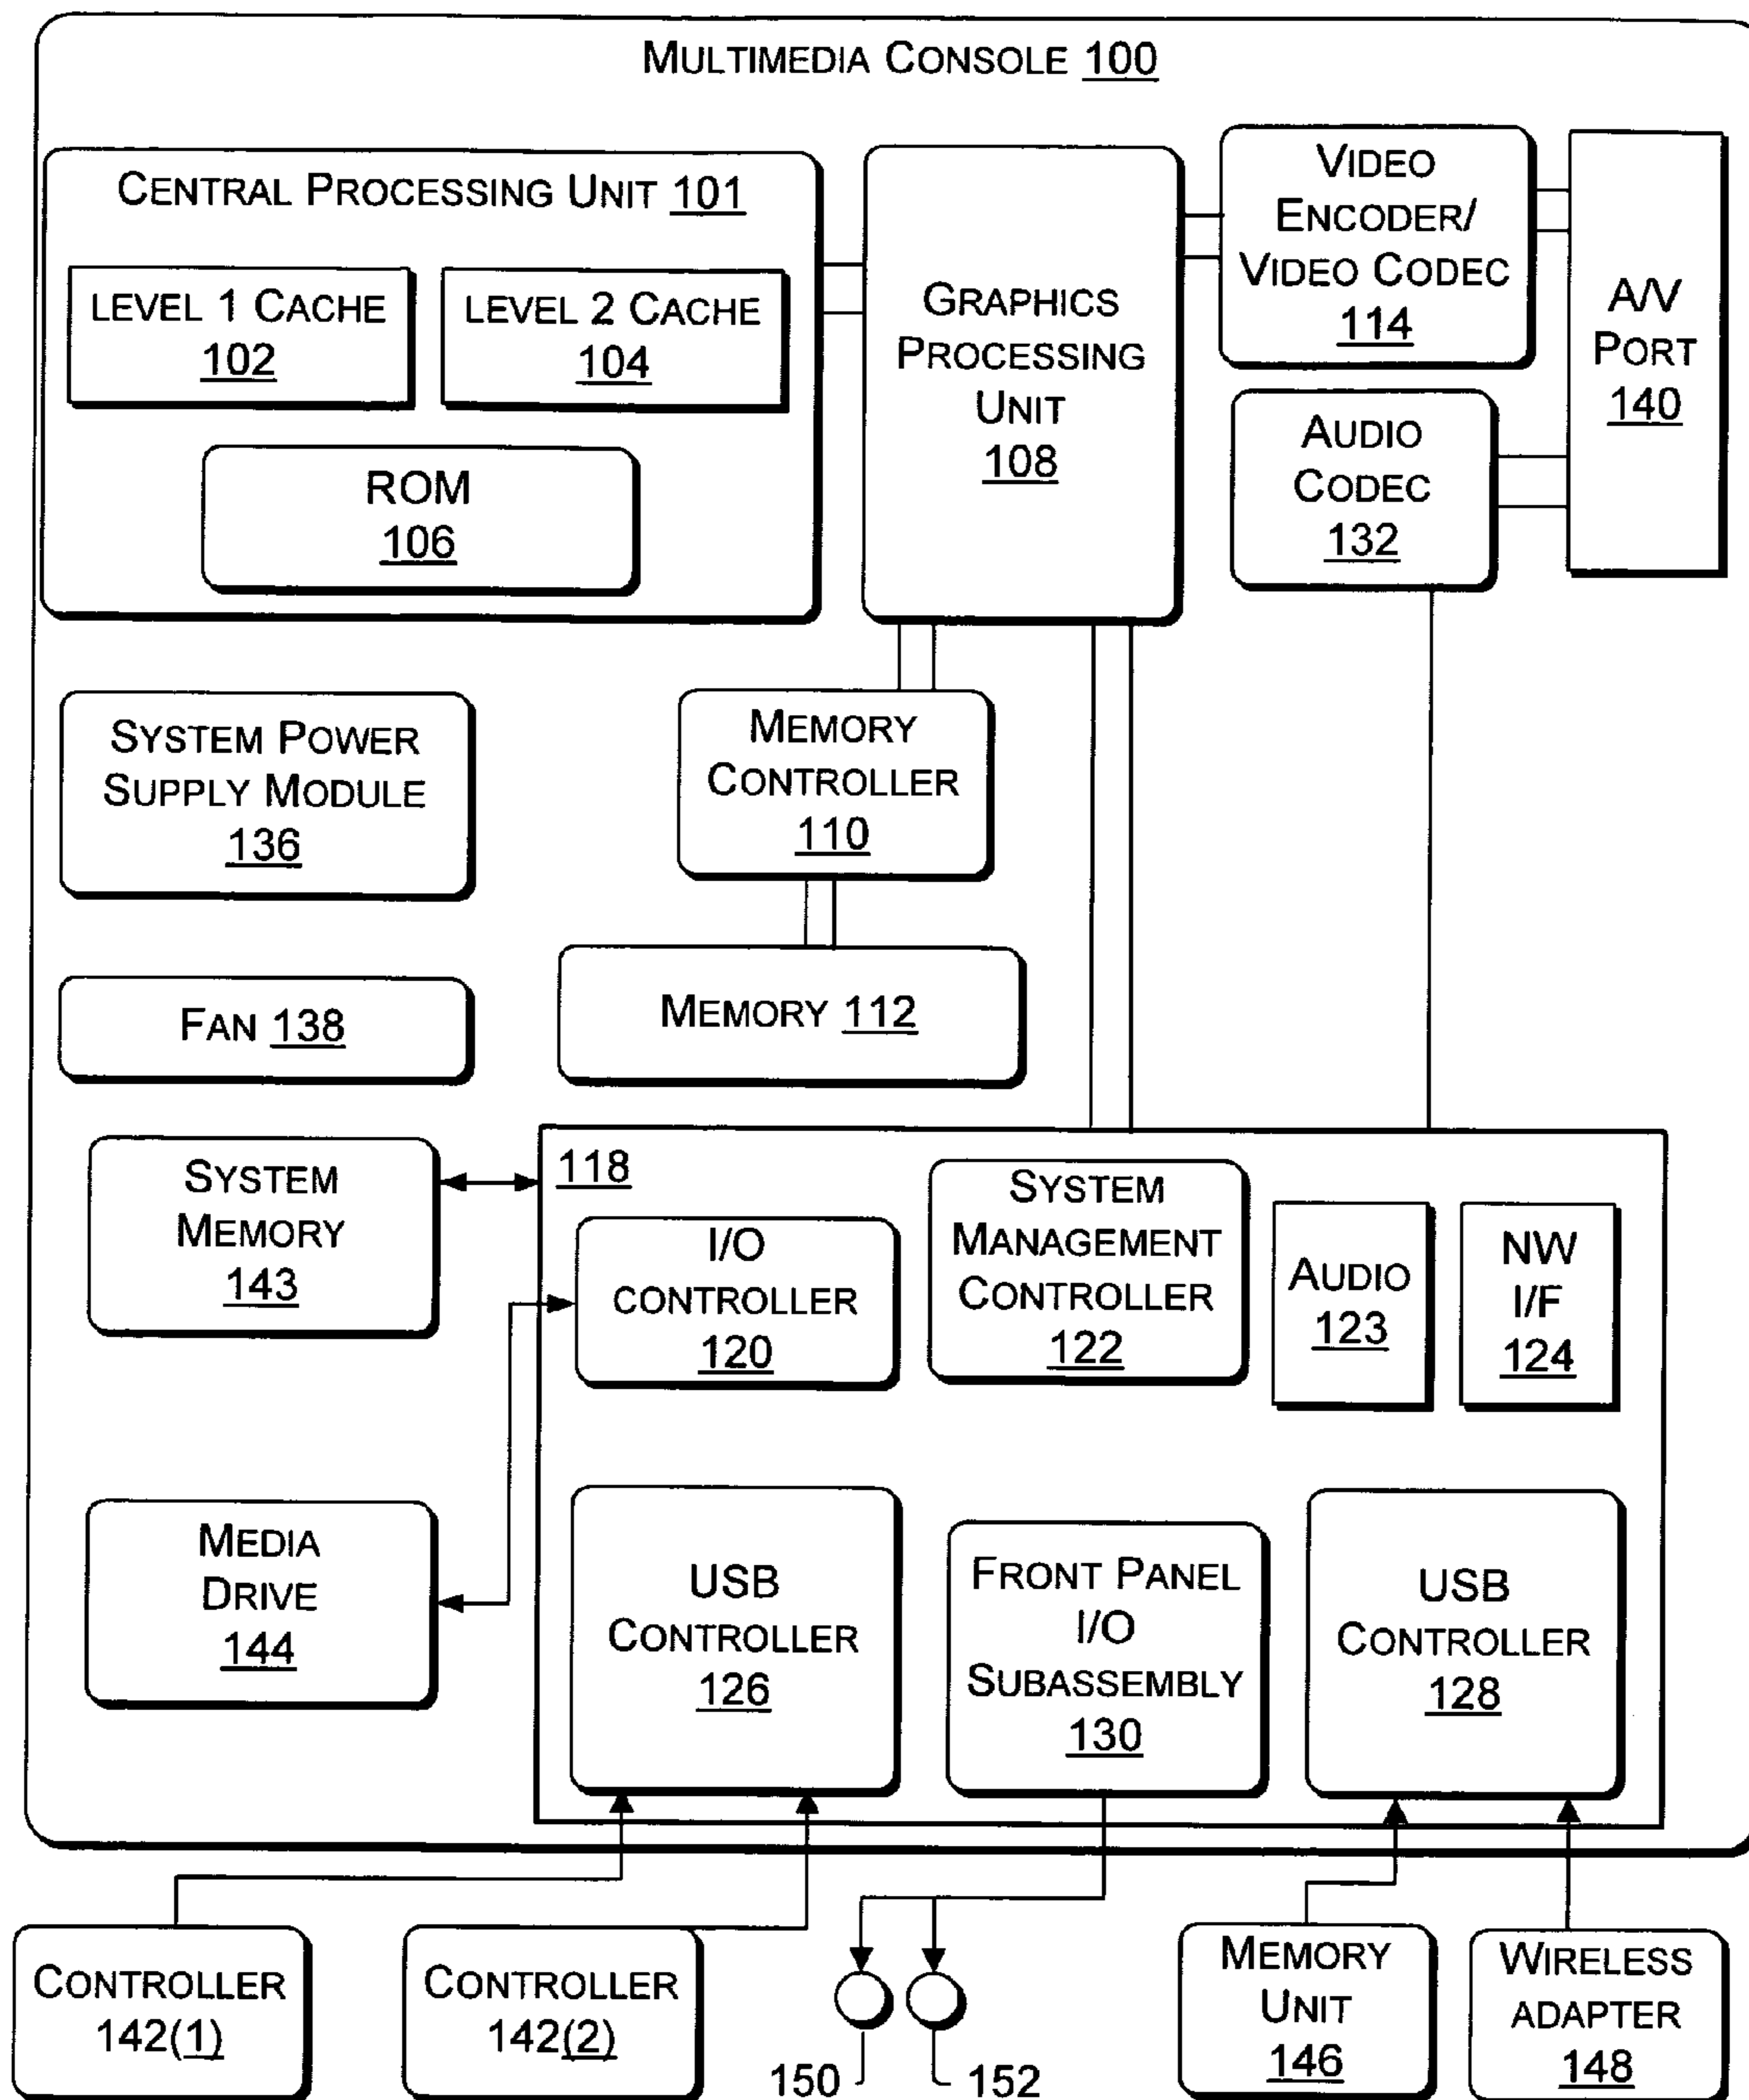 MULTIMEDIA CONSOLE 100
CENTRAL PROCESSING UNIT 101
LEVEL 1 CACHE
102
LEVEL 2 CACHE
104
ROM
106
GRAPHICS
PROCESSING
UNIT
108
VIDEO
ENCODER/
VIDEO CODEC
114
AUDIO
CODEC
132
A/V
PORT
140
SYSTEM POWER
SUPPLY MODULE
136
MEMORY
CONTROLLER
110
FAN 138
MEMORY 112
SYSTEM
MEMORY
143
118
I/O
CONTROLLER
120
SYSTEM
MANAGEMENT
CONTROLLER
122
AUDIO
123
NW
I/F
124
MEDIA
DRIVE
144
USB
CONTROLLER
126
FRONT PANEL
I/O
SUBASSEMBLY
130
USB
CONTROLLER
128
CONTROLLER
142(1)
CONTROLLER
142(2)
150
152
MEMORY
UNIT
146
WIRELESS
ADAPTER
148